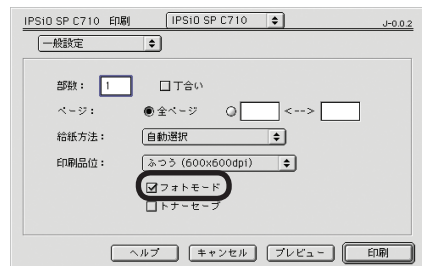 IPSiO SP C710 印刷 IPSiO SP C710 J-0.0.2
一般設定
部数： 1 丁合い
ページ： 全ページ <-->
給紙方法： 自動選択
印刷品位： ふつう (600x600dpi)
フォトモード
トナーセーブ
ヘルプ キャンセル プレビュー 印刷